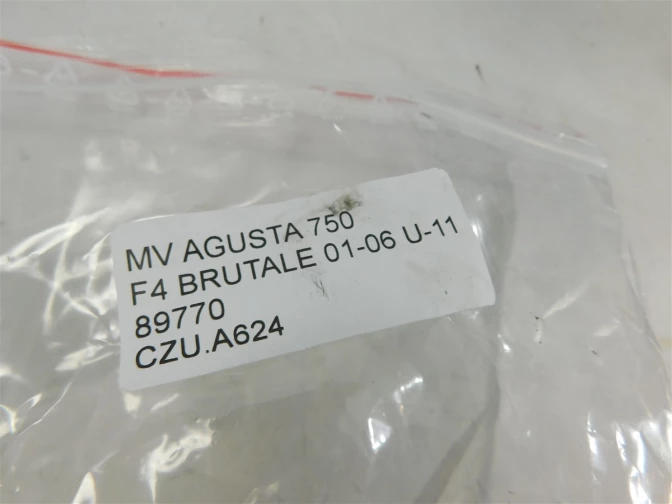 MV AGUSTA 750
F4 BRUTALE 01-06 U-11
89770
CZU.A624